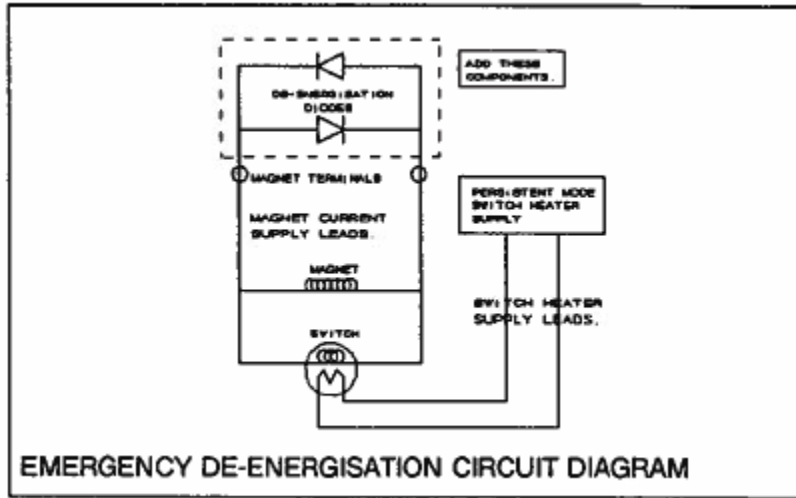 ADD THESE
COMPONENTS.
DE-ENERGISATION
DIODES
MAGNET TERMINALS
PERSISTENT MODE
SWITCH HEATER
SUPPLY
MAGNET CURRENT
SUPPLY LEADS.
MAGNET
SWITCH HEATER
SUPPLY LEADS.
SWITCH
EMERGENCY DE-ENERGISATION CIRCUIT DIAGRAM